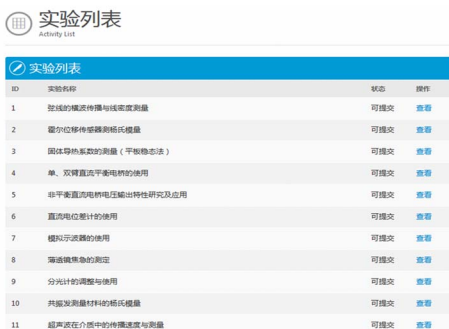 实验列表
Activity List
实验列表
ID 实验名称 状态 操作
1 弦线的横波传播与线密度测量 可提交 查看
2 霍尔位移传感器测杨氏模量 可提交 查看
3 固体导热系数的测量（平板稳态法） 可提交 查看
4 单、双臂直流平衡电桥的使用 可提交 查看
5 非平衡直流电桥电压输出特性研究及应用 可提交 查看
6 直流电位差计的使用 可提交 查看
7 模拟示波器的使用 可提交 查看
8 薄透镜焦急的测定 可提交 查看
9 分光计的调整与使用 可提交 查看
10 共振发测量材料的杨氏模量 可提交 查看
11 超声波在介质中的传播速度与测量 可提交 查看